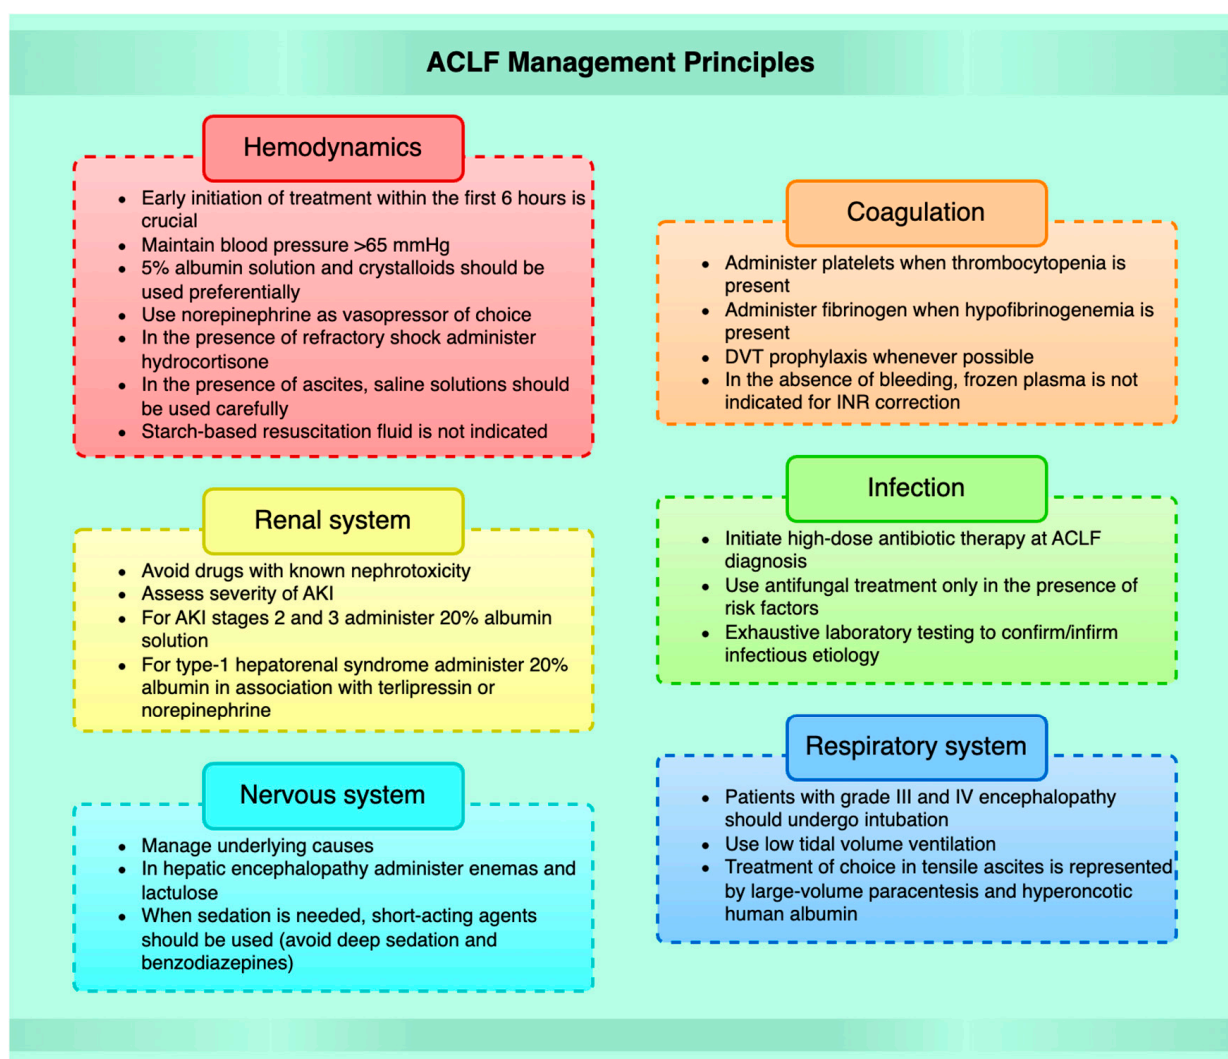 ACLF Management Principles
Hemodynamics
• Early initiation of treatment within the first 6 hours is
crucial
• Maintain blood pressure >65 mmHg
• 5% albumin solution and crystalloids should be
used preferentially
• Use norepinephrine as vasopressor of choice
• In the presence of refractory shock administer
hydrocortisone
• In the presence of ascites, saline solutions should
be used carefully
• Starch-based resuscitation fluid is not indicated
Renal system
• Avoid drugs with known nephrotoxicity
• Assess severity of AKI
• For AKI stages 2 and 3 administer 20% albumin
solution
• For type-1 hepatorenal syndrome administer 20%
albumin in association with terlipressin or
norepinephrine
Nervous system
• Manage underlying causes
• In hepatic encephalopathy administer enemas and
lactulose
• When sedation is needed, short-acting agents
should be used (avoid deep sedation and
benzodiazepines)
Coagulation
• Administer platelets when thrombocytopenia is
present
• Administer fibrinogen when hypofibrinogenemia is
present
• DVT prophylaxis whenever possible
• In the absence of bleeding, frozen plasma is not
indicated for INR correction
Infection
• Initiate high-dose antibiotic therapy at ACLF
diagnosis
• Use antifungal treatment only in the presence of
risk factors
• Exhaustive laboratory testing to confirm/infirm
infectious etiology
Respiratory system
• Patients with grade III and IV encephalopathy
should undergo intubation
• Use low tidal volume ventilation
• Treatment of choice in tensile ascites is represented
by large-volume paracentesis and hyperoncotic
human albumin